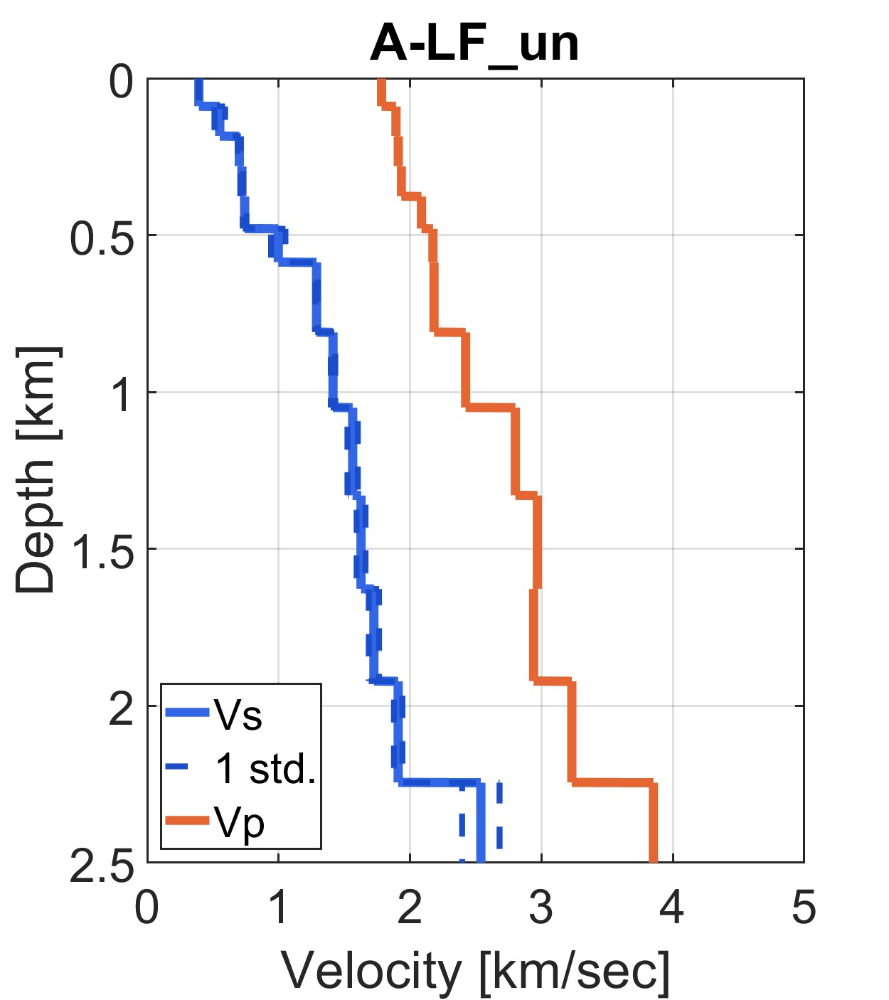 A-LF_un
0
0.5
1
1.5
2
2.5
Depth [km]
Vs
1 std.
Vp
0 1 2 3 4 5
Velocity [km/sec]